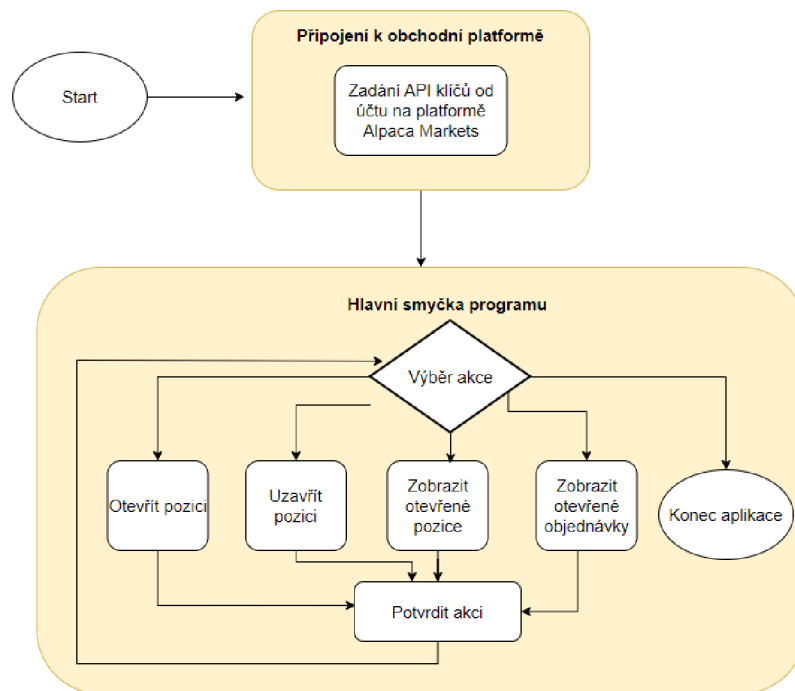 Připojení k obchodní platformě
Start
Zadání API klíčů od
účtu na platformě
Alpaca Markets
Hlavní smyčka programu
Výběr akce
Otevřít pozici
Uzavřít
pozici
Zobrazit
otevřené
pozice
Zobrazit
otevřené
objednávky
Konec aplikace
Potvrdit akci